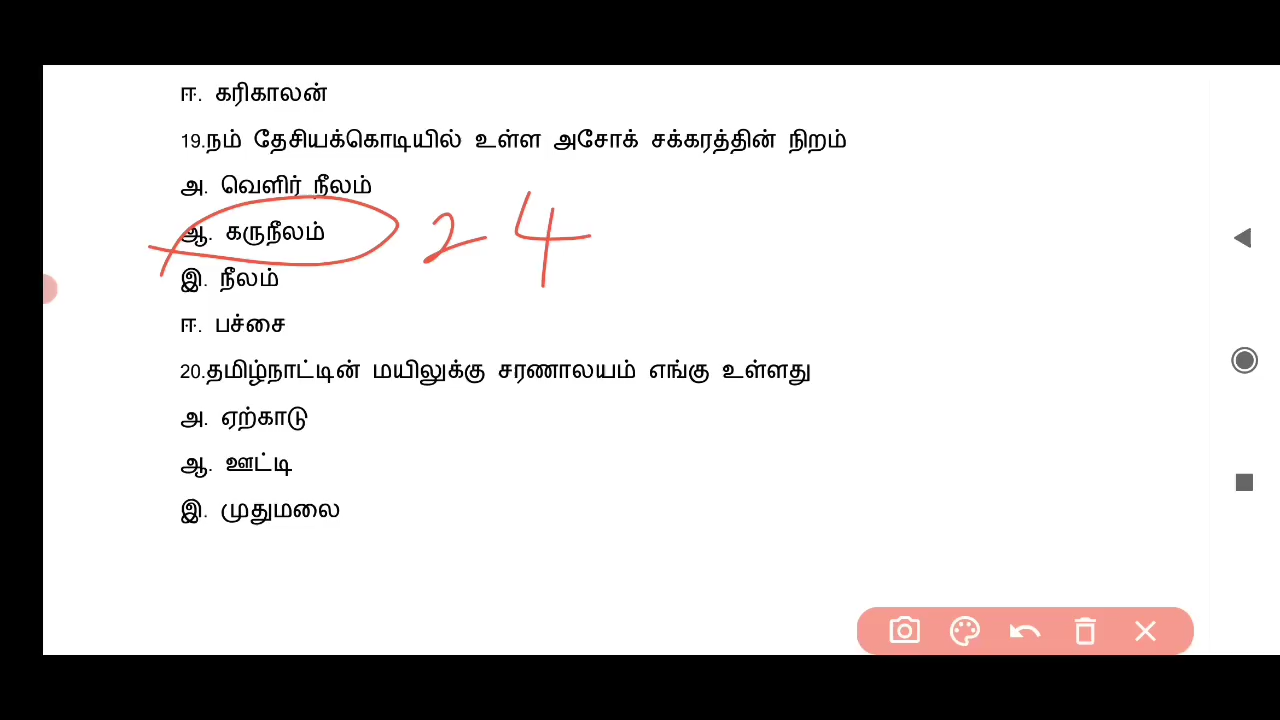 ஈ. கரிகாலன்
19.நம் தேசியக்கொடியில் உள்ள அசோக் சக்கரத்தின் நிறம்
அ. வெளிர் நீலம்
ஆ. கருநீலம் 24
இ. நீலம்
ஈ. பச்சை
20.தமிழ்நாட்டின் மயிலுக்கு சரணாலயம் எங்கு உள்ளது
அ. ஏற்காடு
ஆ. ஊட்டி
இ. முதுமலை